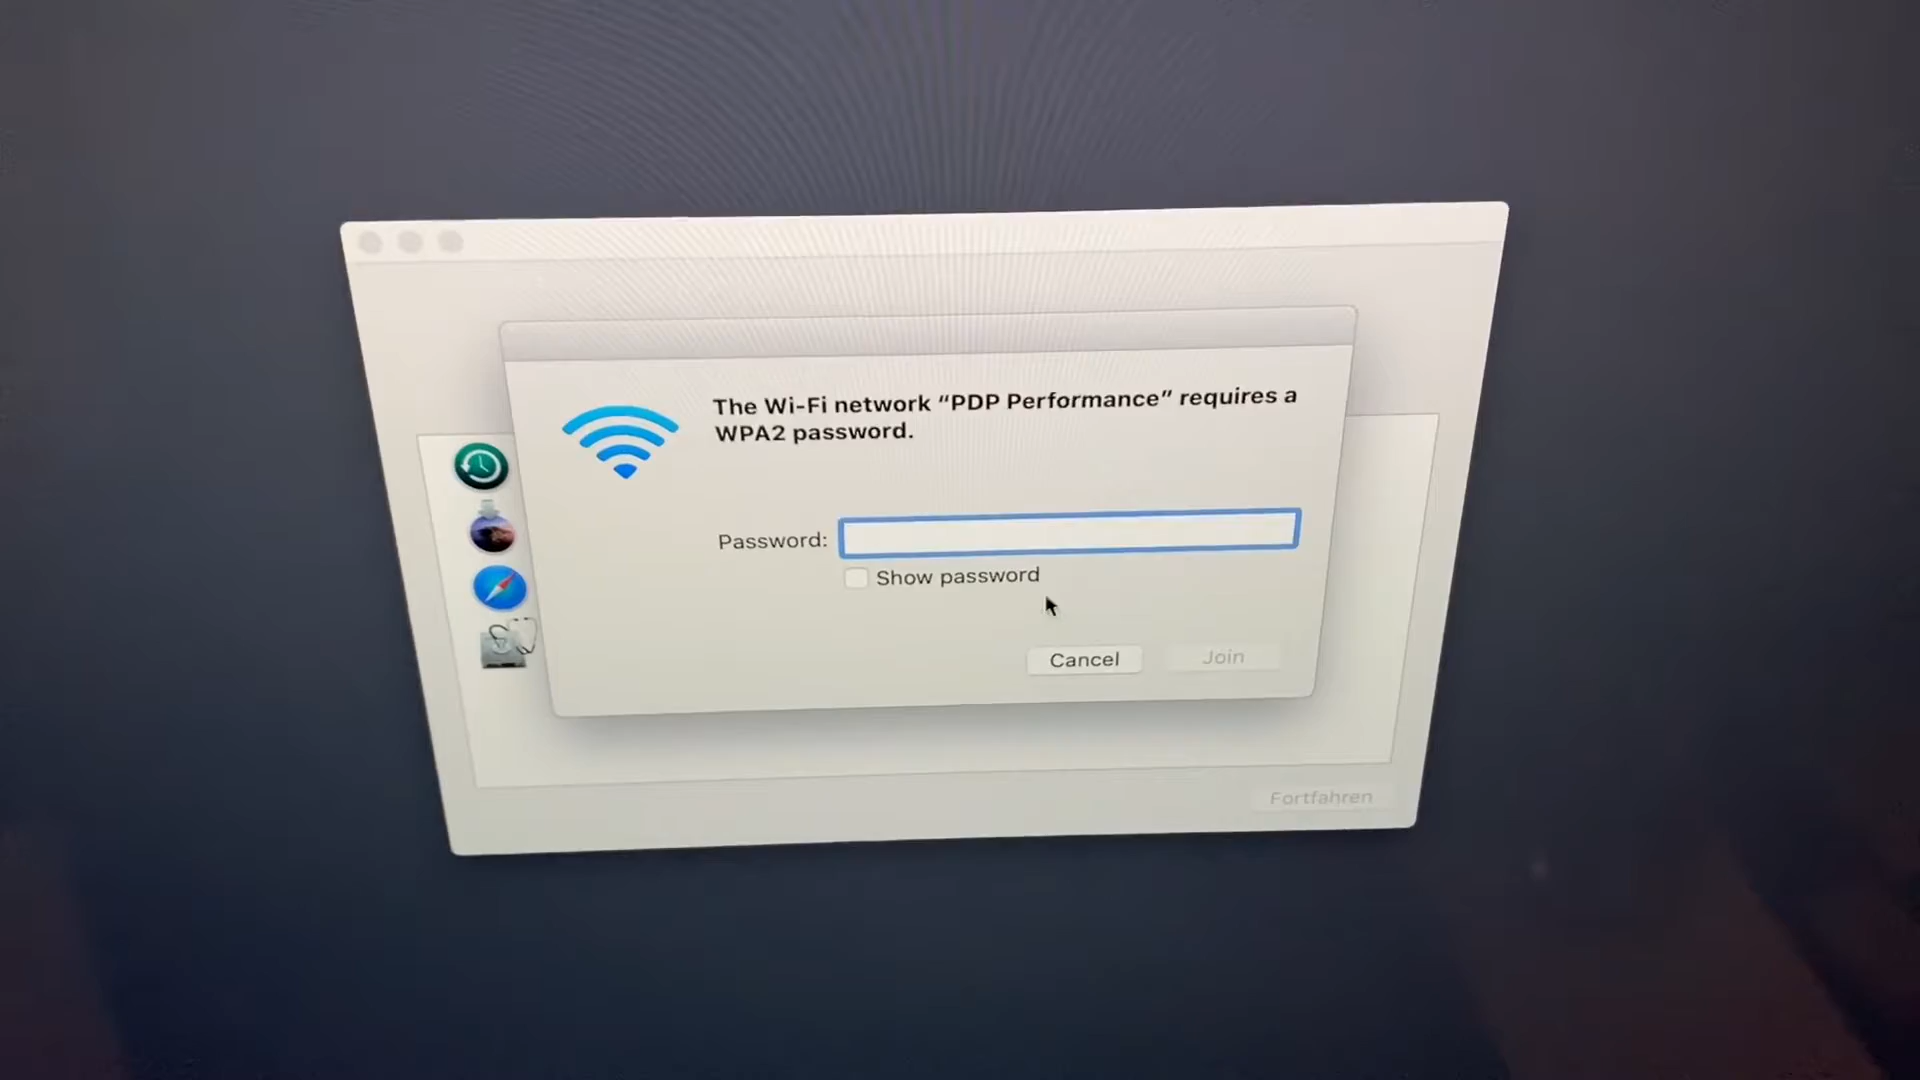 The Wi-Fi network “PDP Performance” requires a
WPA2 password.
Password:
Show password
Cancel
Join
Fortfahren